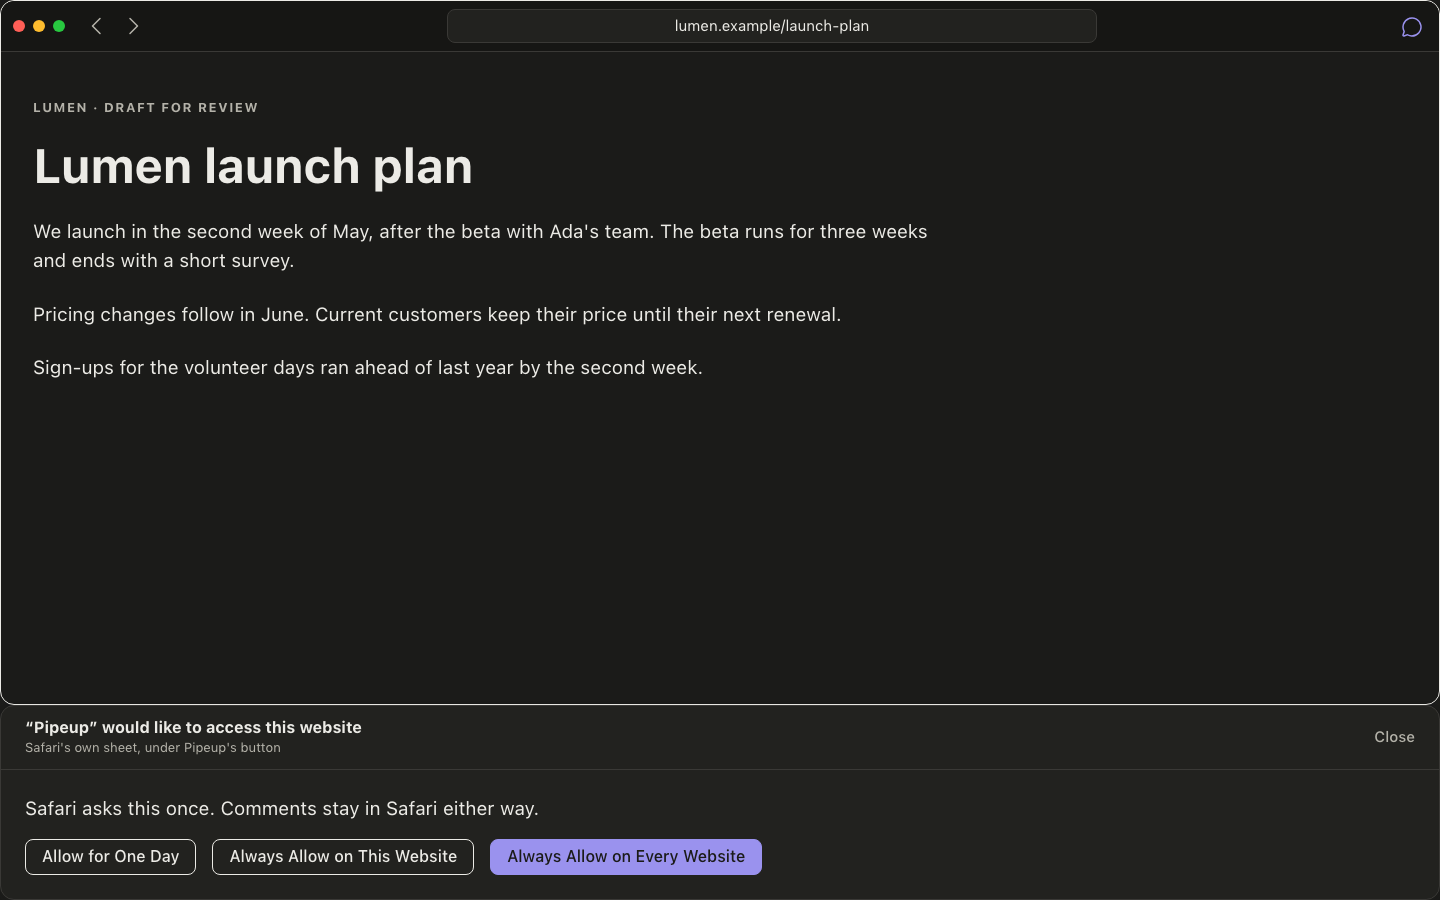 lumen.example/launch-plan
LUMEN · DRAFT FOR REVIEW
Lumen launch plan
We launch in the second week of May, after the beta with Ada's team. The beta runs for three weeks
and ends with a short survey.
Pricing changes follow in June. Current customers keep their price until their next renewal.
Sign-ups for the volunteer days ran ahead of last year by the second week.
“Pipeup” would like to access this website
Safari's own sheet, under Pipeup's button
Close
Safari asks this once. Comments stay in Safari either way.
Allow for One Day
Always Allow on This Website
Always Allow on Every Website